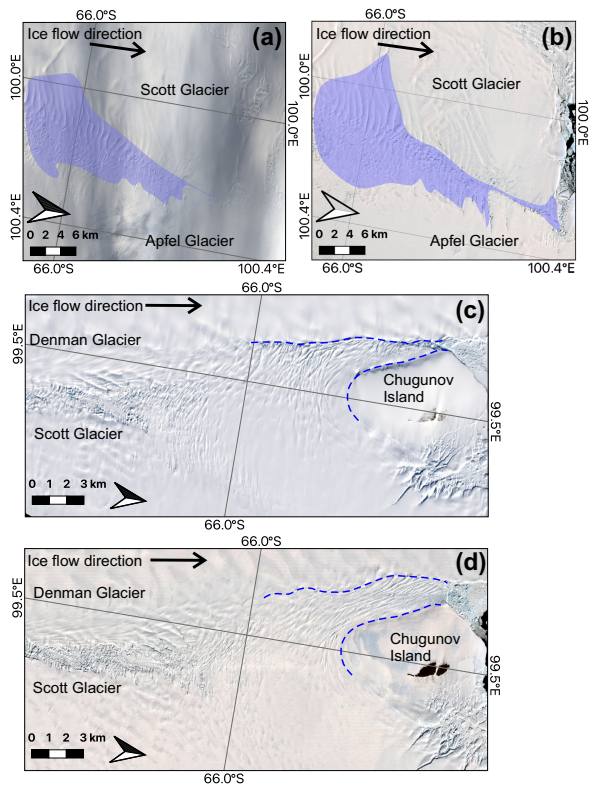 66.0°S
Ice flow direction
(a)
100.0°E
Scott Glacier
100.0°E
100.4°E
0 2 4 6 km
Apfel Glacier
66.0°S
100.4°E
66.0°S
Ice flow direction
(b)
100.0°E
Scott Glacier
100.0°E
100.4°E
0 2 4 6 km
Apfel Glacier
66.0°S
100.4°E
66.0°S
Ice flow direction
(c)
99.5°E
Denman Glacier
Chugunov
Island
99.5°E
Scott Glacier
0 1 2 3 km
66.0°S
66.0°S
Ice flow direction
(d)
99.5°E
Denman Glacier
Chugunov
Island
99.5°E
Scott Glacier
0 1 2 3 km
66.0°S